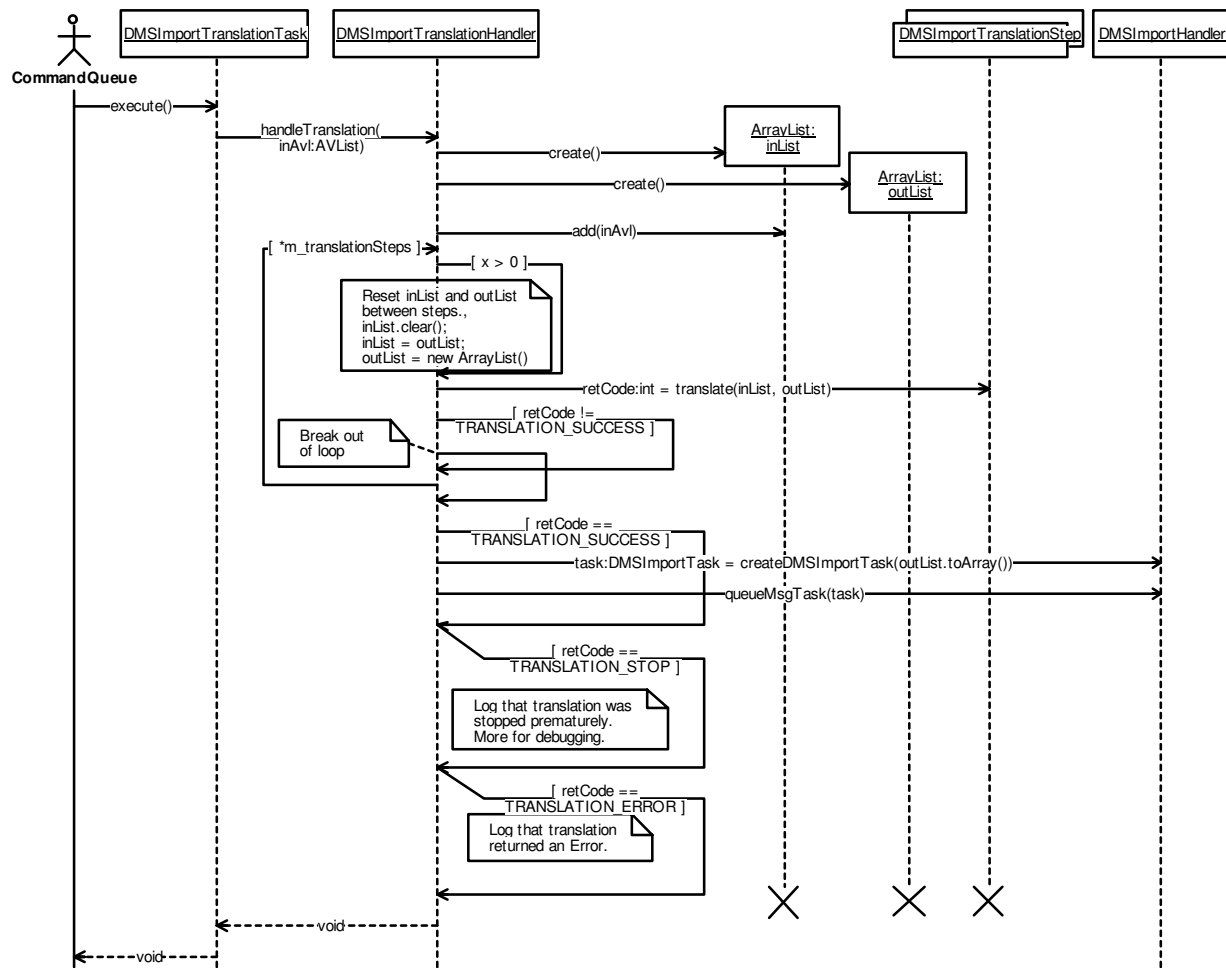 DMSImportTranslationTask
DMSImportTranslationHandler
DMSImportTranslationStep
DMSImportHandler
CommandQueue
execute()
handleTranslation(
inAvl:AVList)
ArrayList:
inList
create()
ArrayList:
outList
create()
add(inAvl)
[ *m_translationSteps ]
[ x > 0 ]
Reset inList and outList
between steps.,
inList.clear();
inList = outList;
outList = new ArrayList()
retCode:int = translate(inList, outList)
[ retCode !=
TRANSLATION_SUCCESS ]
Break out
of loop
[ retCode ==
TRANSLATION_SUCCESS ]
task:DMSImportTask = createDMSImportTask(outList.toArray())
queueMsgTask(task)
[ retCode ==
TRANSLATION_STOP ]
Log that translation was
stopped prematurely.
More for debugging.
[ retCode ==
TRANSLATION_ERROR ]
Log that translation
returned an Error.
void
void